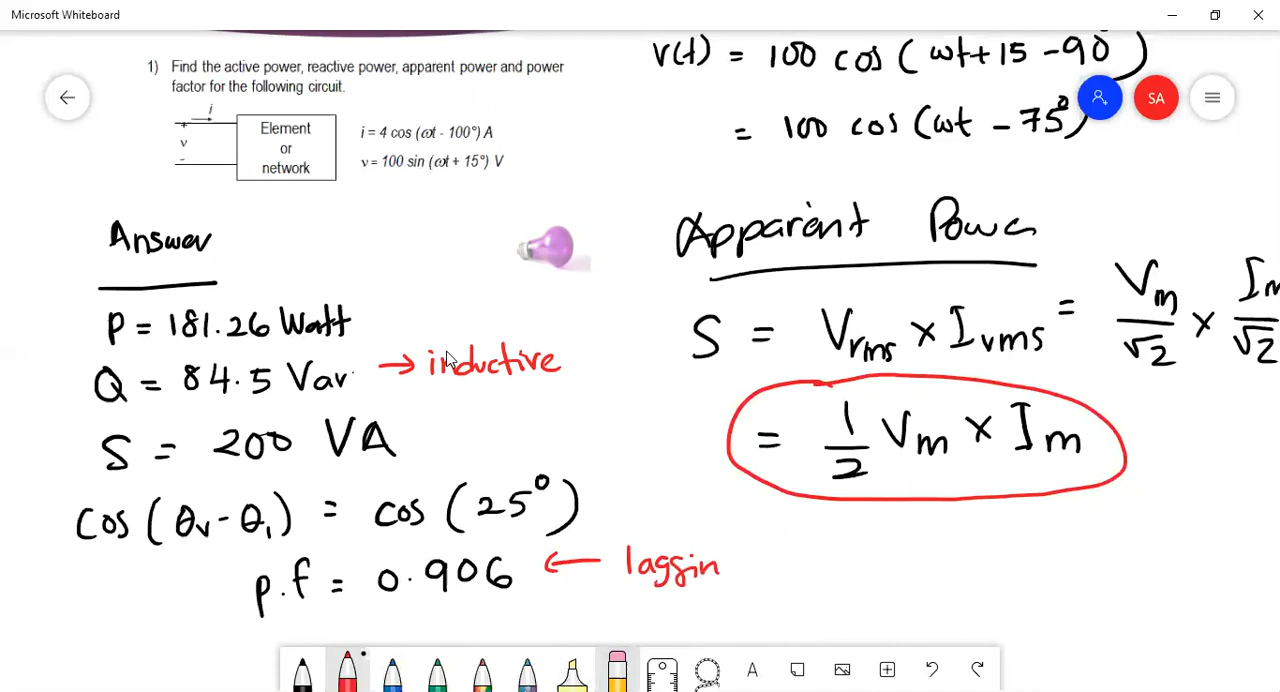 Microsoft Whiteboard
1) Find the active power, reactive power, apparent power and power
factor for the following circuit.
i
+
v
-
Element
or
network
i = 4 cos (ωt - 100°) A
v = 100 sin (ωt + 15°) V
Answer
P = 181.26 Watt
Q = 84.5 Var → inductive
S = 200 VA
cos (θv - θi) = cos (25°)
p.f = 0.906 ← laggin
v(t) = 100 cos (ωt + 15 - 90°)
= 100 cos (ωt - 75°)
SA
Apparent Power
S = Vrms × Irms = Vm/√2 × Im/√2
= 1/2 Vm × Im
A